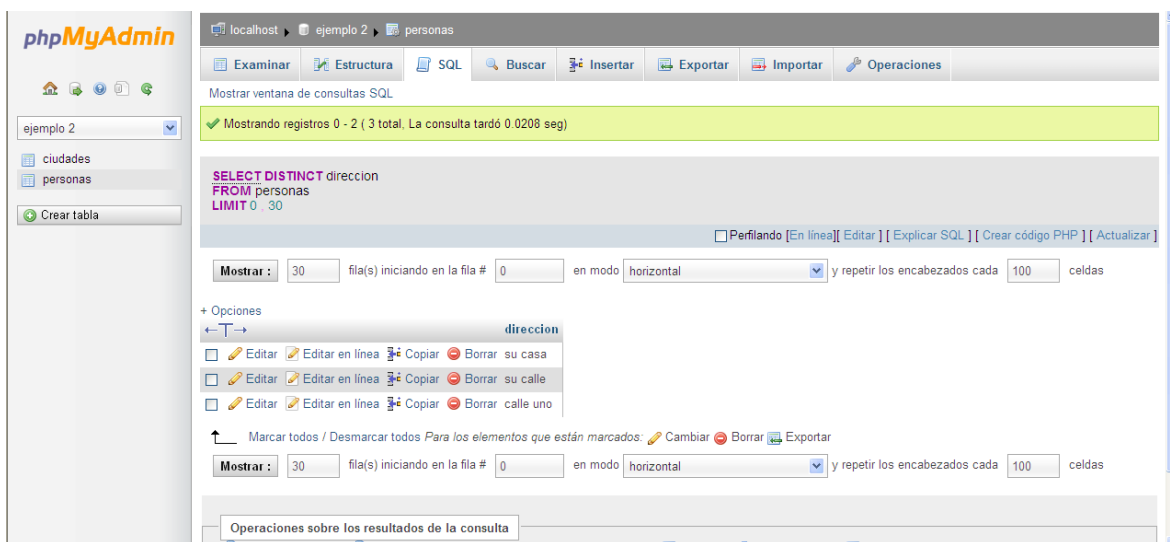 phpMyAdmin
localhost ejemplo 2 personas
Examinar Estructura SQL Buscar Insertar Exportar Importar Operaciones
Mostrar ventana de consultas SQL
ejemplo 2
ciudades
personas
Crear tabla
Mostrando registros 0 - 2 ( 3 total, La consulta tardó 0.0208 seg)
SELECT DISTINCT direccion
FROM personas
LIMIT 0 , 30
Perfilando [En línea][ Editar ] [ Explicar SQL ] [ Crear código PHP ] [ Actualizar ]
Mostrar : 30 fila(s) iniciando en la fila # 0 en modo horizontal y repetir los encabezados cada 100 celdas
+ Opciones
←T→ direccion
Editar Editar en línea Copiar Borrar su casa
Editar Editar en línea Copiar Borrar su calle
Editar Editar en línea Copiar Borrar calle uno
Marcar todos / Desmarcar todos Para los elementos que están marcados: Cambiar Borrar Exportar
Mostrar : 30 fila(s) iniciando en la fila # 0 en modo horizontal y repetir los encabezados cada 100 celdas
Operaciones sobre los resultados de la consulta